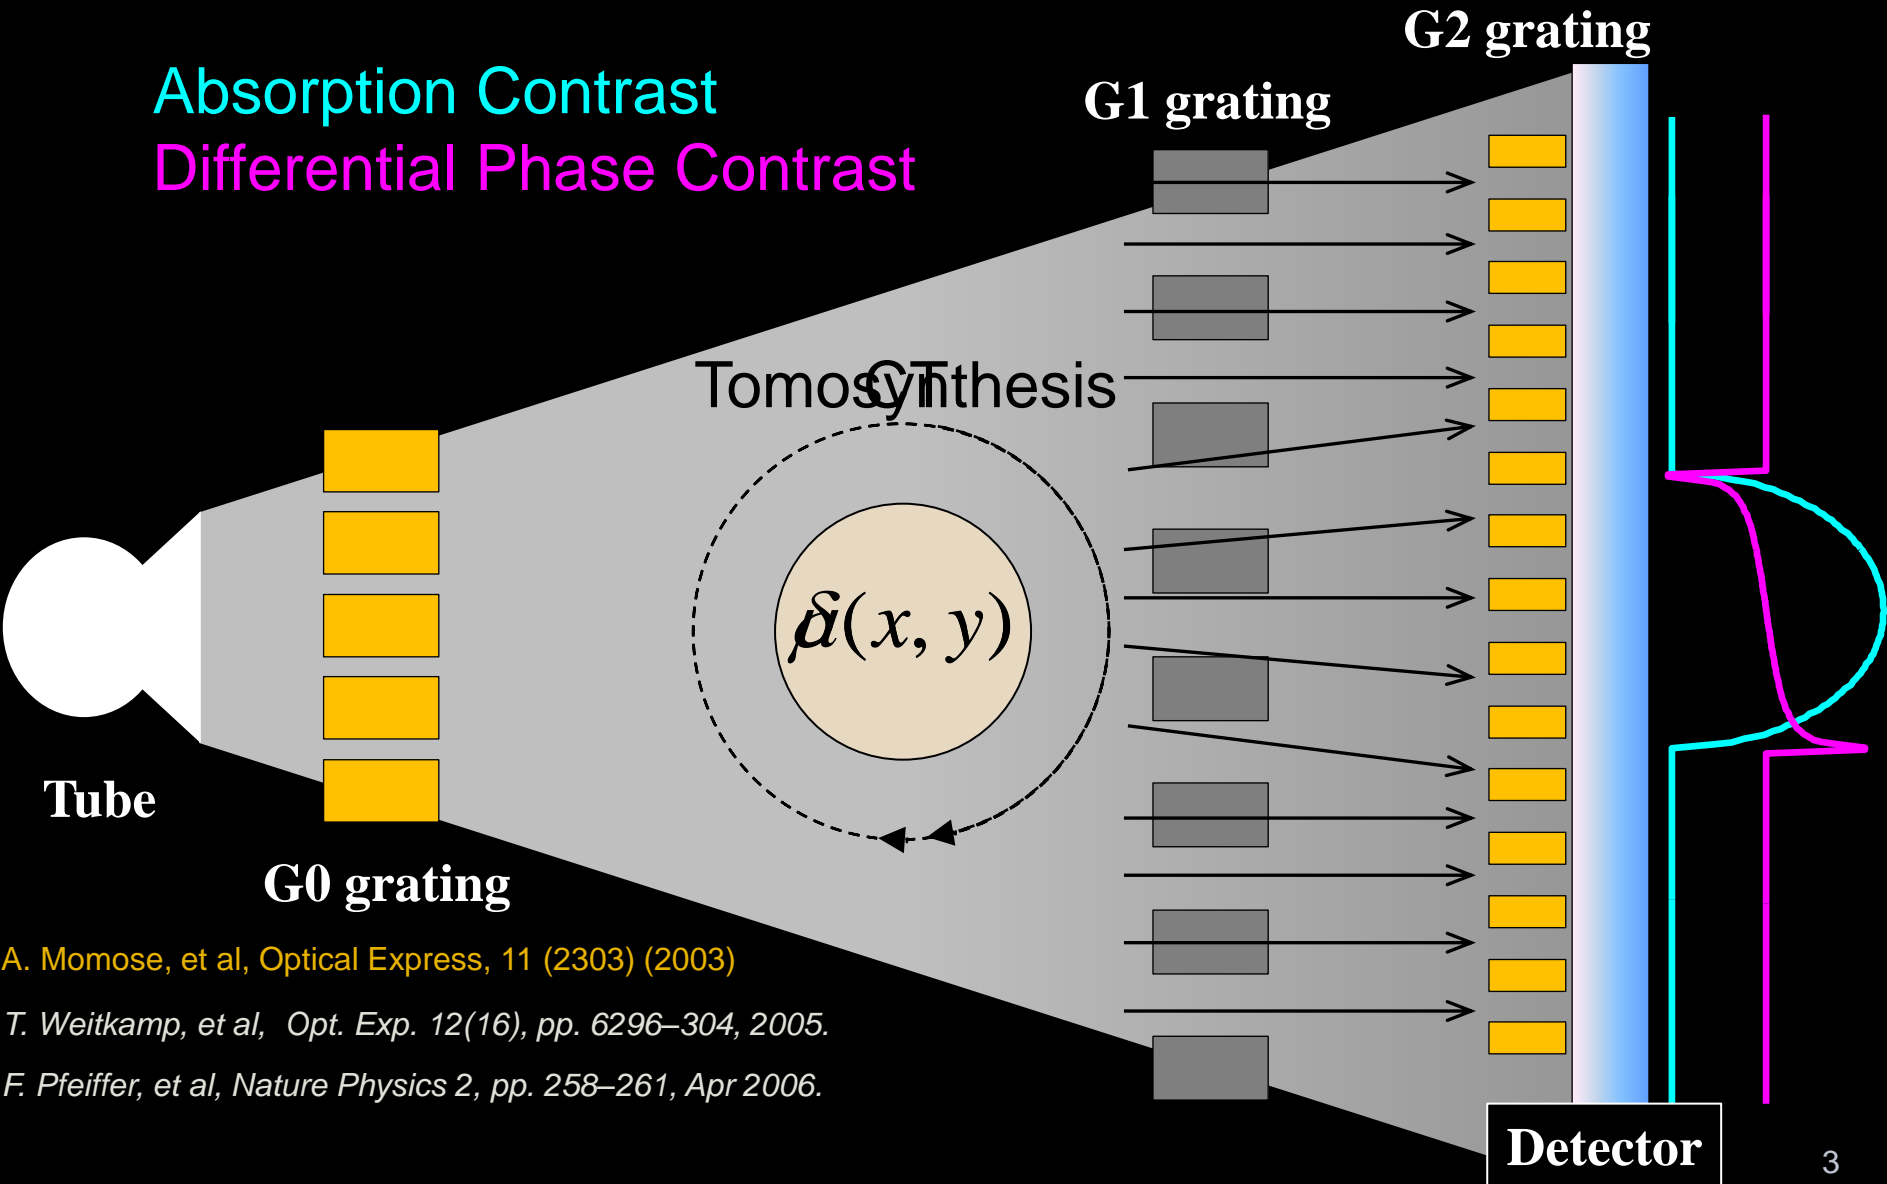 G2 grating
Absorption Contrast
G1 grating
Differential Phase Contrast
Tomosynthesis
CT
(x, y)
Tube
G0 grating
A. Momose, et al, Optical Express, 11 (2303) (2003)
T. Weitkamp, et al, Opt. Exp. 12(16), pp. 6296–304, 2005.
F. Pfeiffer, et al, Nature Physics 2, pp. 258–261, Apr 2006.
Detector
3